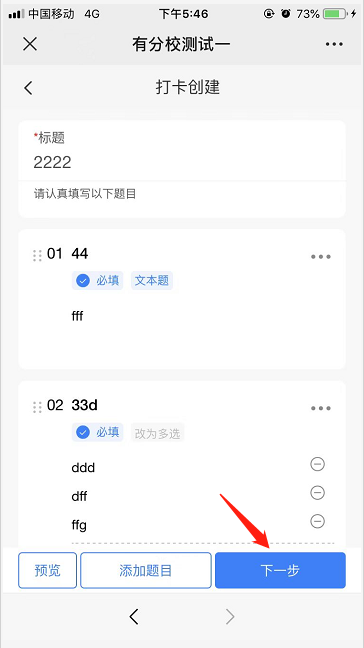 中国移动 4G 下午5:46 73%
有分校测试一
打卡创建
*标题
2222
请认真填写以下题目
01 44
必填 文本题
fff
02 33d
必填 改为多选
ddd
dff
ffg
预览 添加题目 下一步